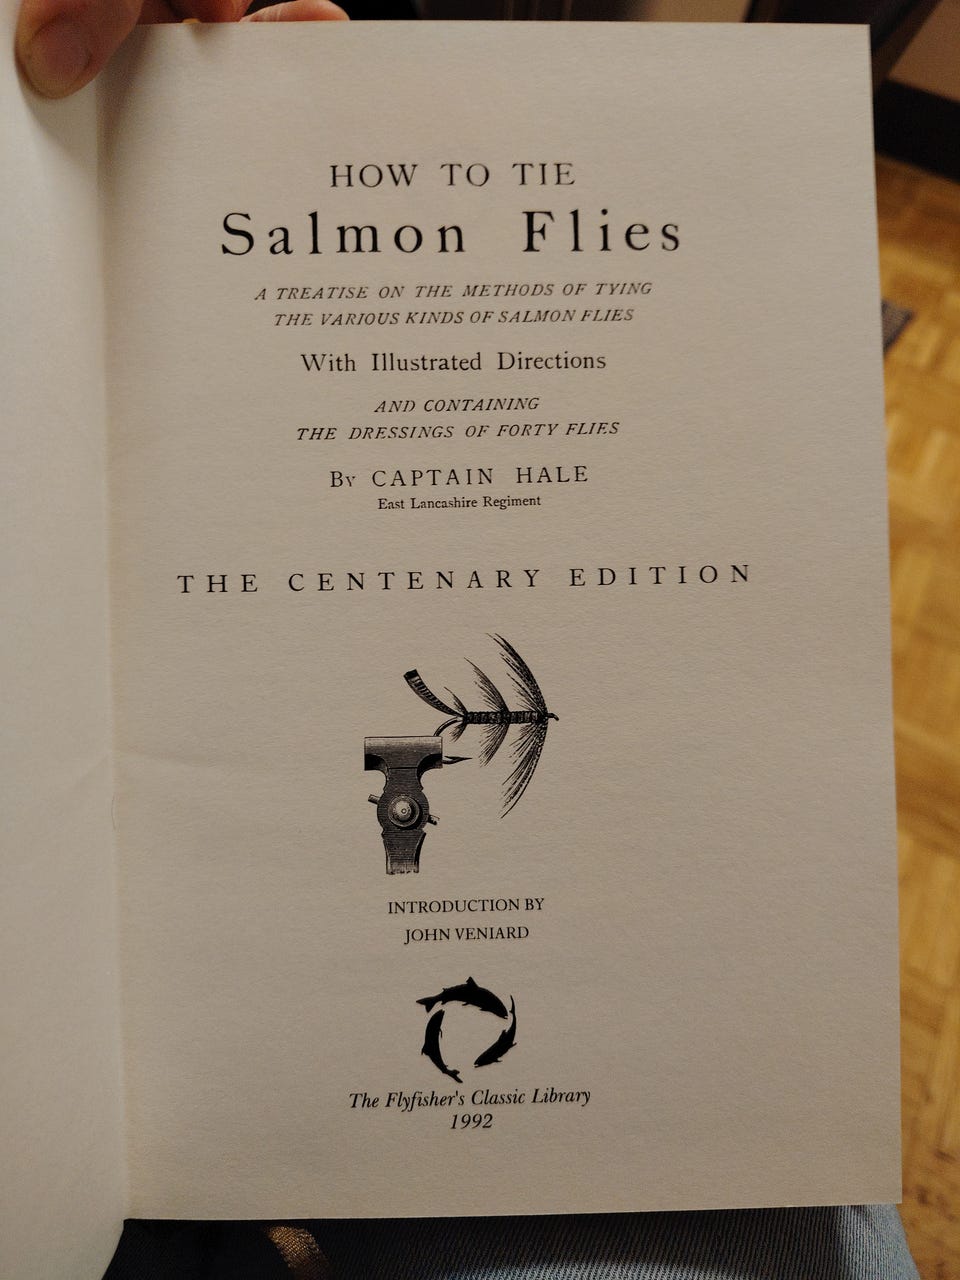 HOW TO TIE
Salmon Flies
A TREATISE ON THE METHODS OF TYING
THE VARIOUS KINDS OF SALMON FLIES
With Illustrated Directions
AND CONTAINING
THE DRESSINGS OF FORTY FLIES
By CAPTAIN HALE
East Lancashire Regiment
THE CENTENARY EDITION
INTRODUCTION BY
JOHN VENIARD
The Flyfisher's Classic Library
1992